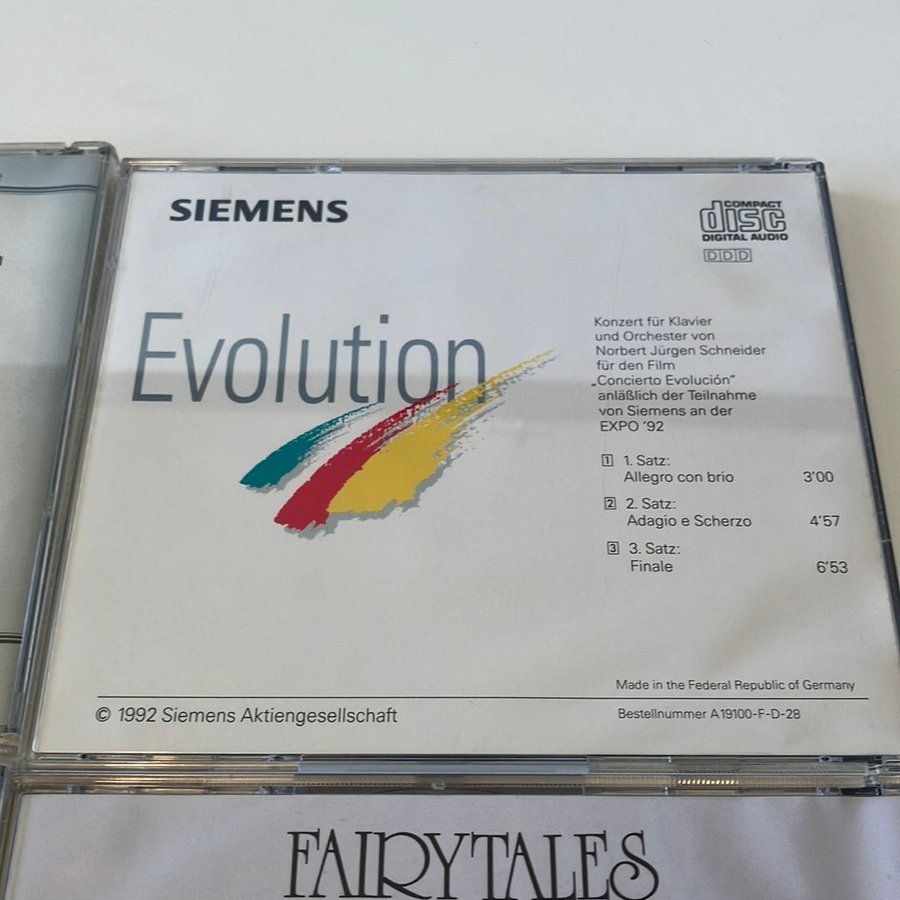 SIEMENS
COMPACT
disc
DIGITAL AUDIO
DDD
Evolution
Konzert für Klavier
und Orchester von
Norbert Jürgen Schneider
für den Film
„Concierto Evolución"
anläßlich der Teilnahme
von Siemens an der
EXPO '92
1 1. Satz:
Allegro con brio 3'00
2 2. Satz:
Adagio e Scherzo 4'57
3 3. Satz:
Finale 6'53
Made in the Federal Republic of Germany
© 1992 Siemens Aktiengesellschaft
Bestellnummer A19100-F-D-28
FAIRYTALES